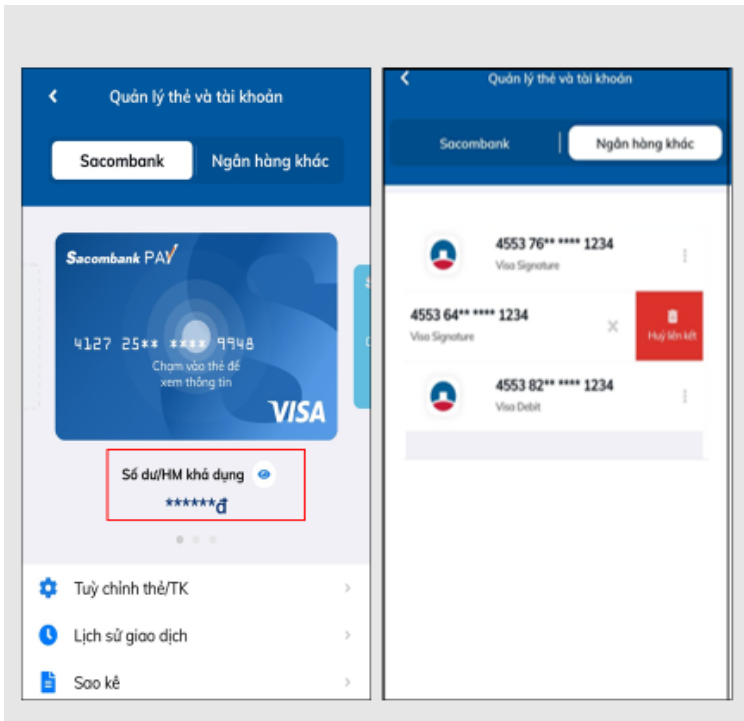 Quản lý thẻ và tài khoản
Sacombank
Ngân hàng khác
Sacombank PAY
4127 25** **** 9948
Chạm vào thẻ để
xem thông tin
VISA
Số dư/HM khả dụng
******đ
Tuỳ chỉnh thẻ/TK
Lịch sử giao dịch
Sao kê
Quản lý thẻ và tài khoản
Sacombank
Ngân hàng khác
4553 76** **** 1234
Visa Signature
4553 64** **** 1234
Visa Signature
Huỷ liên kết
4553 82** **** 1234
Visa Debit